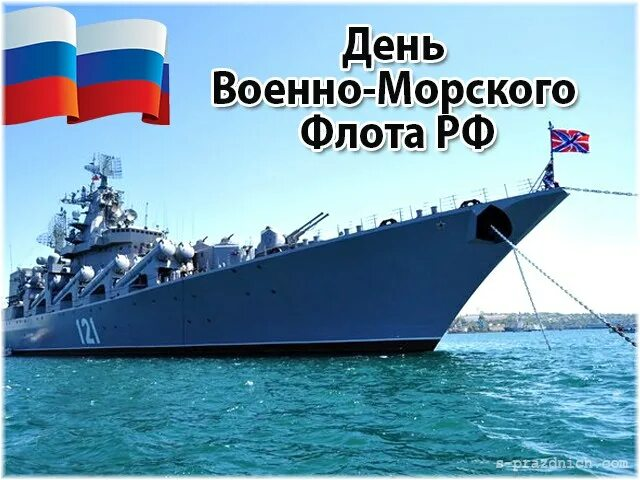 День
Военно-Морского
Флота РФ
121
s-prazdnich.com